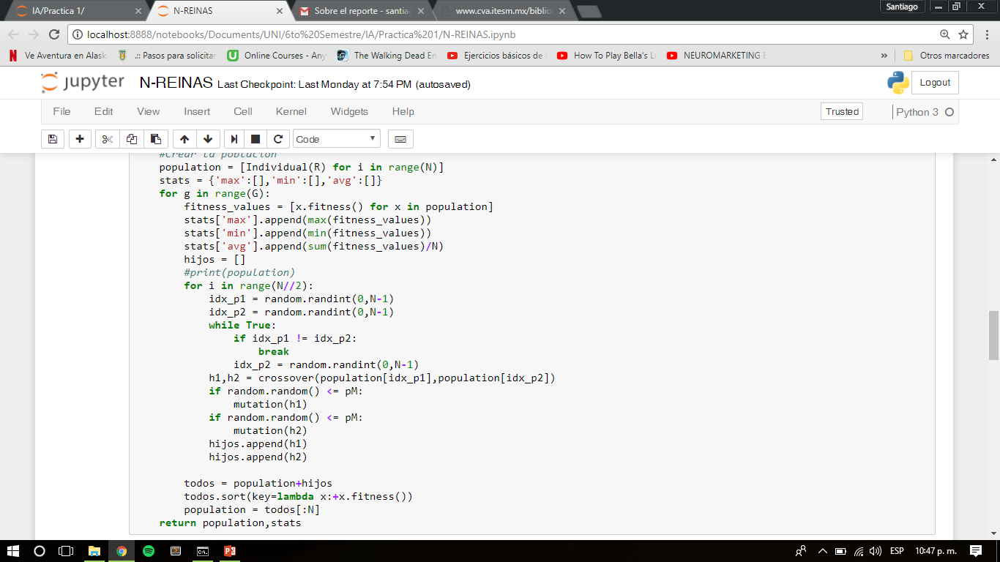 IA/Practica 1/
N-REINAS
Sobre el reporte - santia
www.cva.itesm.mx/biblio
Santiago
localhost:8888/notebooks/Documents/UNI/6to%20Semestre/IA/Practica%201/N-REINAS.ipynb
Ve Aventura en Alask
.:: Pasos para solicitar
Online Courses - Any
The Walking Dead En
Ejercicios básicos de
How To Play Bella's L
NEUROMARKETING E
»
Otros marcadores
jupyter N-REINAS Last Checkpoint: Last Monday at 7:54 PM (autosaved)
Logout
File Edit View Insert Cell Kernel Widgets Help
Trusted
Python 3
Code
#Crear la poblacion
population = [Individual(R) for i in range(N)]
stats = {'max':[],'min':[],'avg':[]}
for g in range(G):
    fitness_values = [x.fitness() for x in population]
    stats['max'].append(max(fitness_values))
    stats['min'].append(min(fitness_values))
    stats['avg'].append(sum(fitness_values)/N)
    hijos = []
    #print(population)
    for i in range(N//2):
        idx_p1 = random.randint(0,N-1)
        idx_p2 = random.randint(0,N-1)
        while True:
            if idx_p1 != idx_p2:
                break
            idx_p2 = random.randint(0,N-1)
        h1,h2 = crossover(population[idx_p1],population[idx_p2])
        if random.random() <= pM:
            mutation(h1)
        if random.random() <= pM:
            mutation(h2)
        hijos.append(h1)
        hijos.append(h2)
    todos = population+hijos
    todos.sort(key=lambda x:+x.fitness())
    population = todos[:N]
return population,stats
ESP
10:47 p. m.